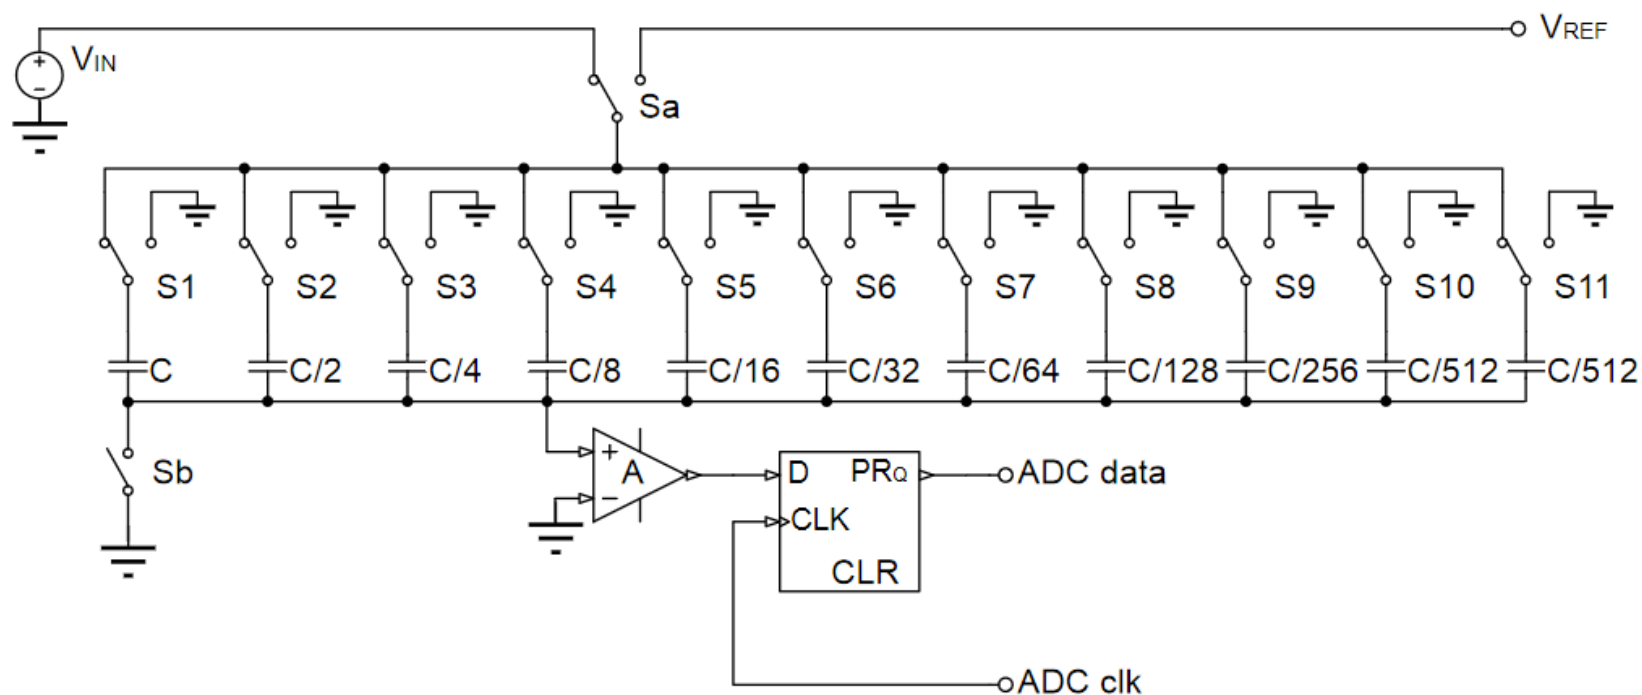 VIN
VREF
Sa
S1
S2
S3
S4
S5
S6
S7
S8
S9
S10
S11
C
C/2
C/4
C/8
C/16
C/32
C/64
C/128
C/256
C/512
C/512
Sb
+
A
−
D
PRQ
CLK
CLR
ADC data
ADC clk